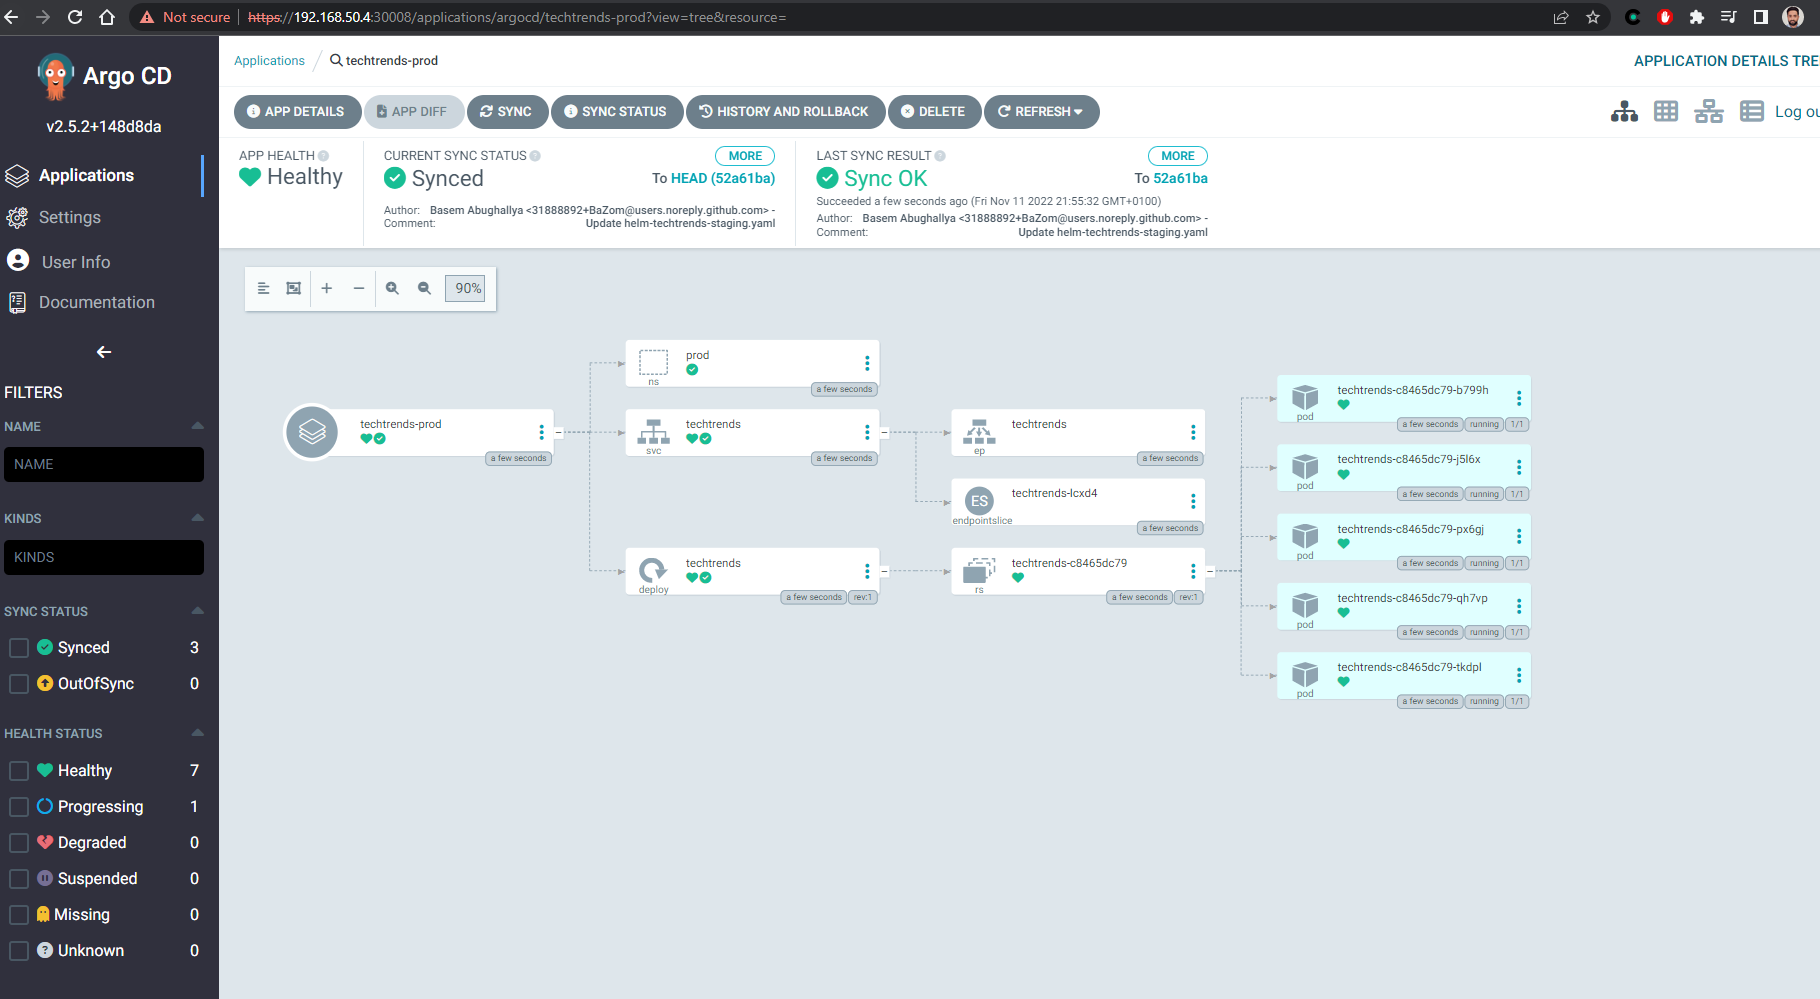 Not secure | https://192.168.50.4:30008/applications/argocd/techtrends-prod?view=tree&resource=
Argo CD
v2.5.2+148d8da
Applications
Settings
User Info
Documentation
FILTERS
NAME
NAME
KINDS
KINDS
SYNC STATUS
Synced 3
OutOfSync 0
HEALTH STATUS
Healthy 7
Progressing 1
Degraded 0
Suspended 0
Missing 0
Unknown 0
Applications / techtrends-prod
APPLICATION DETAILS TRE
APP DETAILS APP DIFF SYNC SYNC STATUS HISTORY AND ROLLBACK DELETE REFRESH
Log ou
APP HEALTH
Healthy
CURRENT SYNC STATUS MORE
Synced To HEAD (52a61ba)
Author: Basem Abughallya <31888892+BaZom@users.noreply.github.com> -
Comment: Update helm-techtrends-staging.yaml
LAST SYNC RESULT MORE
Sync OK To 52a61ba
Succeeded a few seconds ago (Fri Nov 11 2022 21:55:32 GMT+0100)
Author: Basem Abughallya <31888892+BaZom@users.noreply.github.com> -
Comment: Update helm-techtrends-staging.yaml
90%
techtrends-prod
a few seconds
prod
ns
a few seconds
techtrends
svc
a few seconds
techtrends
deploy
a few seconds rev:1
techtrends
ep
a few seconds
ES
techtrends-lcxd4
endpointslice
a few seconds
techtrends-c8465dc79
rs
a few seconds rev:1
techtrends-c8465dc79-b799h
pod
a few seconds running 1/1
techtrends-c8465dc79-j5l6x
pod
a few seconds running 1/1
techtrends-c8465dc79-px6gj
pod
a few seconds running 1/1
techtrends-c8465dc79-qh7vp
pod
a few seconds running 1/1
techtrends-c8465dc79-tkdpl
pod
a few seconds running 1/1